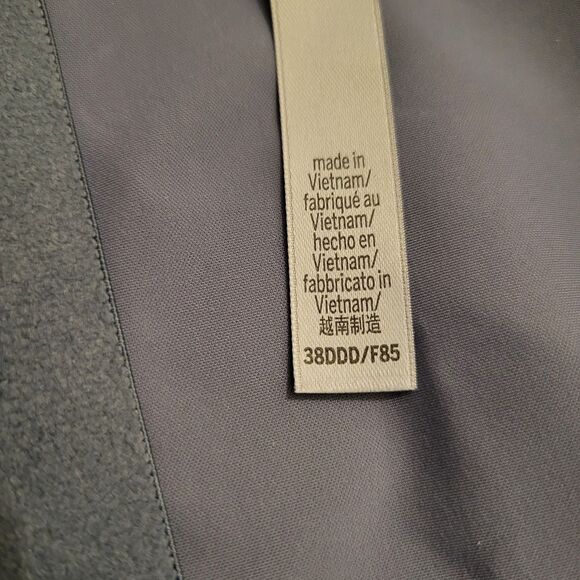 made in
Vietnam/
fabriqué au
Vietnam/
hecho en
Vietnam/
fabbricato in
Vietnam/
越南制造
38DDD/F85